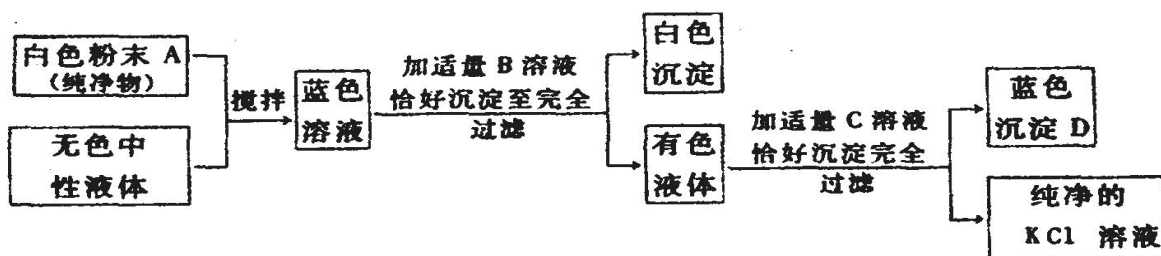 白色粉末 A
(纯净物)
无色中
性液体
搅拌
蓝色
溶液
加适量 B 溶液
恰好沉淀至完全
过滤
白色
沉淀
有色
液体
加适量 C 溶液
恰好沉淀完全
过滤
蓝色
沉淀 D
纯净的
KCl 溶液